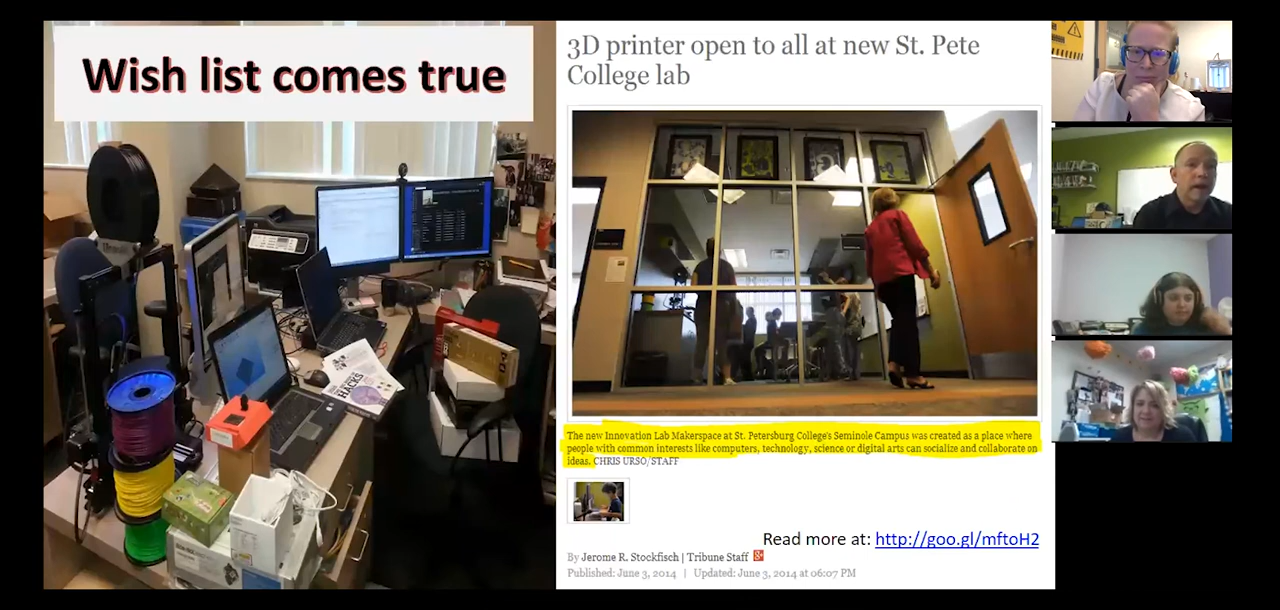 Wish list comes true
HACKS
3D printer open to all at new St. Pete
College lab
The new Innovation Lab Makerspace at St. Petersburg College's Seminole Campus was created as a place where
people with common interests like computers, technology, science or digital arts can socialize and collaborate on
ideas. CHRIS URSO/STAFF
Read more at: http://goo.gl/mftoH2
By Jerome R. Stockfisch | Tribune Staff
Published: June 3, 2014 | Updated: June 3, 2014 at 06:07 PM